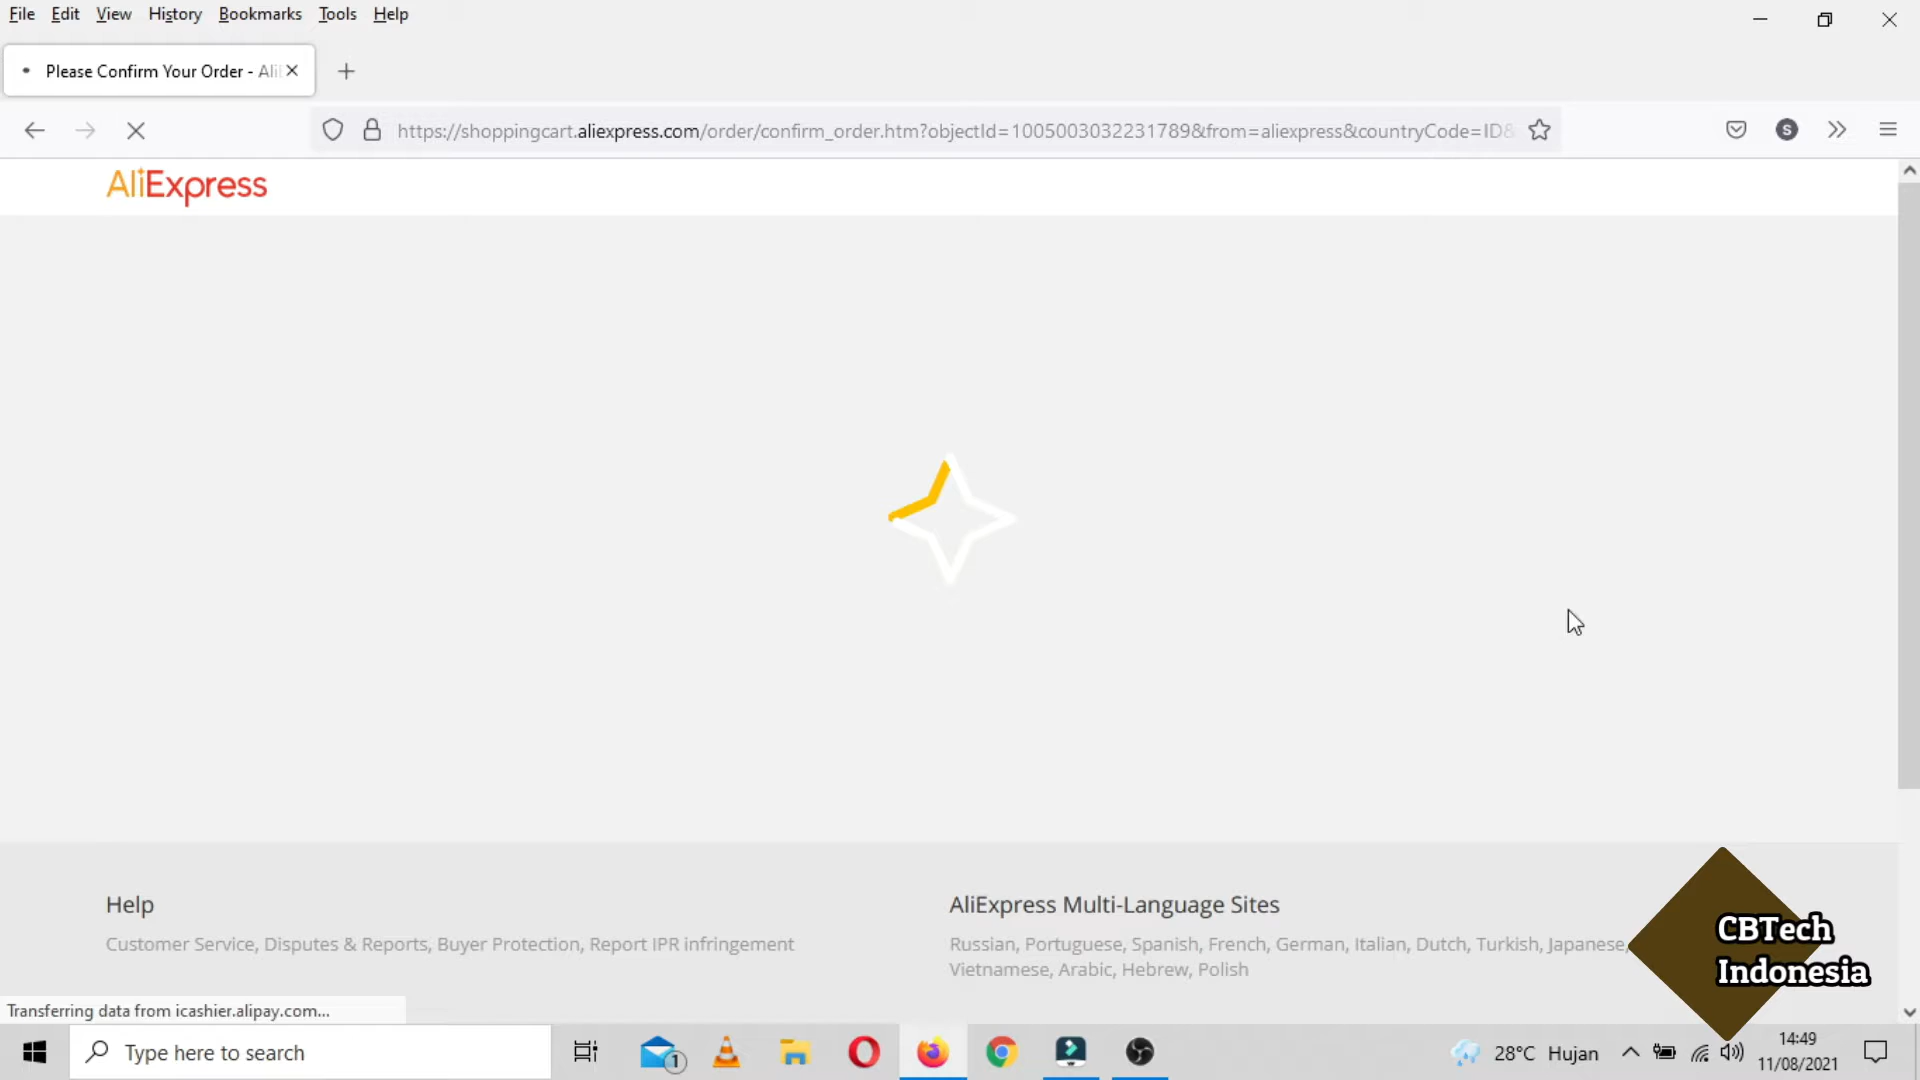 File Edit View History Bookmarks Tools Help
Please Confirm Your Order - Ali
https://shoppingcart.aliexpress.com/order/confirm_order.htm?objectId=1005003032231789&from=aliexpress&countryCode=ID&
S
AliExpress
Help
AliExpress Multi-Language Sites
Customer Service, Disputes & Reports, Buyer Protection, Report IPR infringement
Russian, Portuguese, Spanish, French, German, Italian, Dutch, Turkish, Japanese,
Vietnamese, Arabic, Hebrew, Polish
CBTech
Indonesia
Transferring data from icashier.alipay.com...
Type here to search
1
28°C Hujan
14:49
11/08/2021